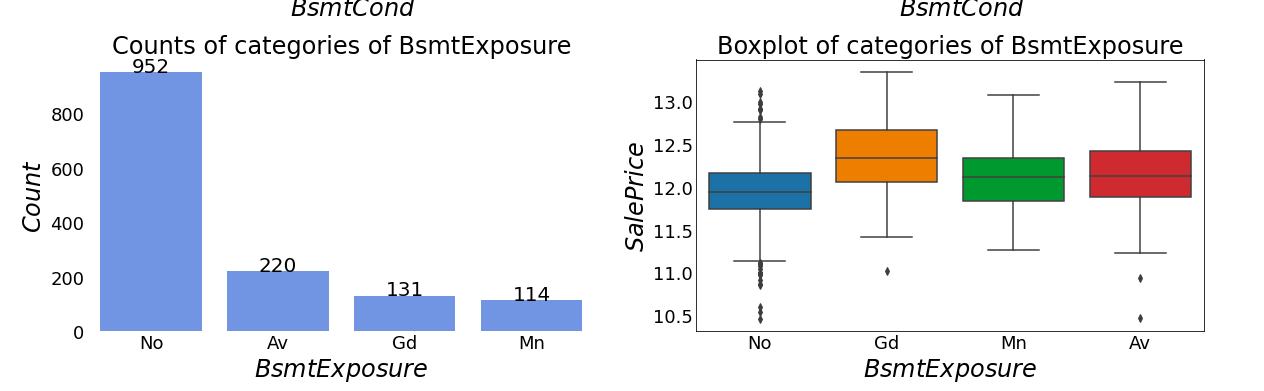 BsmtCond
BsmtCond
Counts of categories of BsmtExposure
Boxplot of categories of BsmtExposure
952
220
131
114
800
600
400
200
0
Count
No Av Gd Mn
BsmtExposure
13.0
12.5
12.0
11.5
11.0
10.5
SalePrice
No Gd Mn Av
BsmtExposure